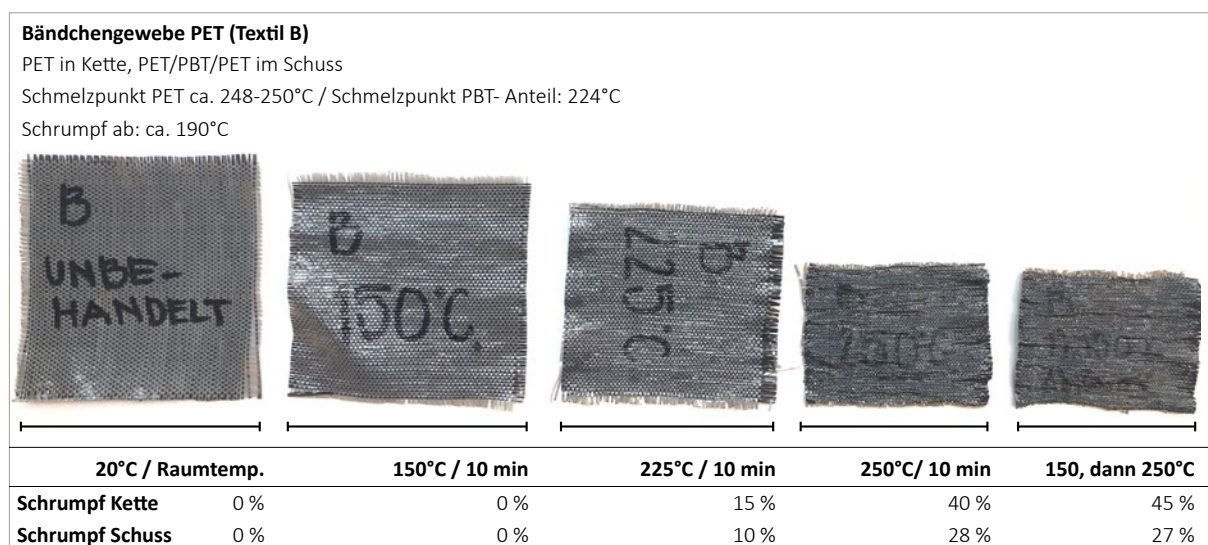 Bändchengewebe PET (Textil B)
PET in Kette, PET/PBT/PET im Schuss
Schmelzpunkt PET ca. 248-250°C / Schmelzpunkt PBT- Anteil: 224°C
Schrumpf ab: ca. 190°C
B
UNBE-
HANDELT
B
150°C
B
225°C
250°C
20°C / Raumtemp. 150°C / 10 min 225°C / 10 min 250°C/ 10 min 150, dann 250°C
Schrumpf Kette 0 % 0 % 15 % 40 % 45 %
Schrumpf Schuss 0 % 0 % 10 % 28 % 27 %